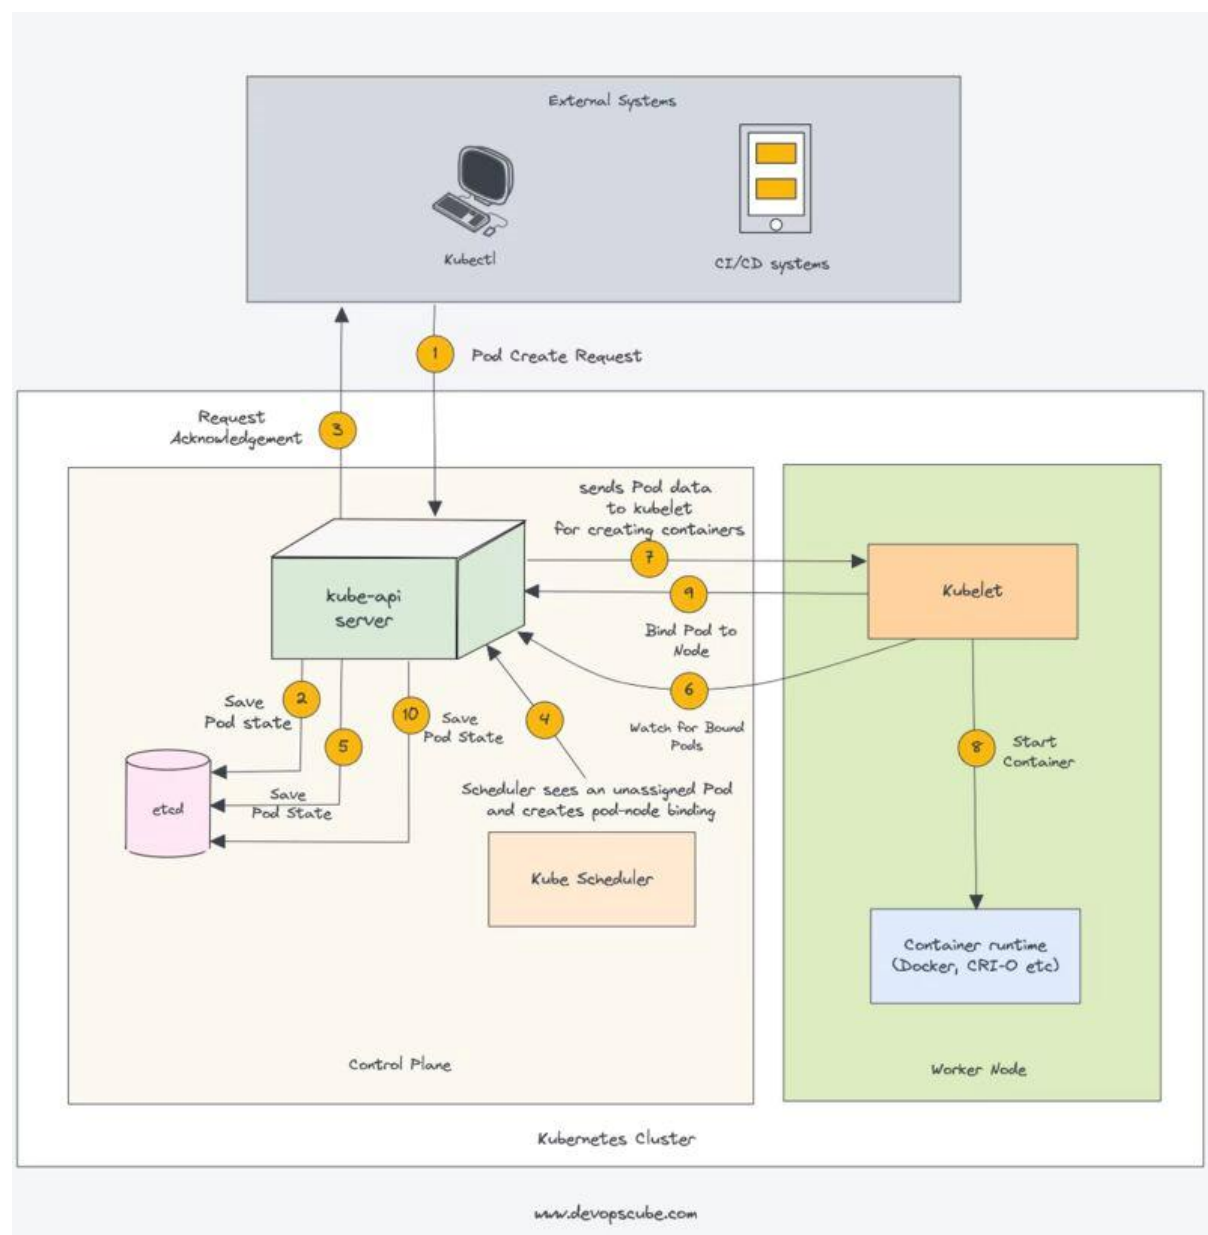 External Systems
Kubectl
CI/CD systems
1
Pod Create Request
Request
Acknowledgement
3
sends Pod data
to kubelet
for creating containers
7
kube-api
server
9
Kubelet
Bind Pod to
Node
6
Watch for Bound
Pods
Save
Pod state
2
10
Save
Pod State
4
5
8
Start
Container
Save
Pod State
etcd
Scheduler sees an unassigned Pod
and creates pod-node binding
Kube Scheduler
Container runtime
(Docker, CRI-O etc)
Control Plane
Worker Node
Kubernetes Cluster
www.devopscube.com